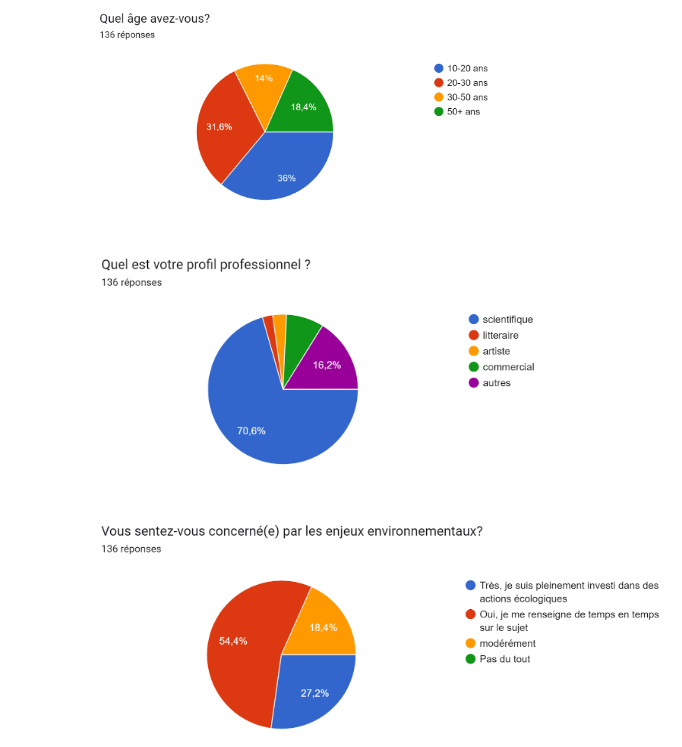 Quel âge avez-vous?
136 réponses
10-20 ans
20-30 ans
30-50 ans
50+ ans
14%
18,4%
31,6%
36%
Quel est votre profil professionnel ?
136 réponses
scientifique
litteraire
artiste
commercial
autres
16,2%
70,6%
Vous sentez-vous concerné(e) par les enjeux environnementaux?
136 réponses
Très, je suis pleinement investi dans des
actions écologiques
Oui, je me renseigne de temps en temps
sur le sujet
modérément
Pas du tout
18,4%
54,4%
27,2%